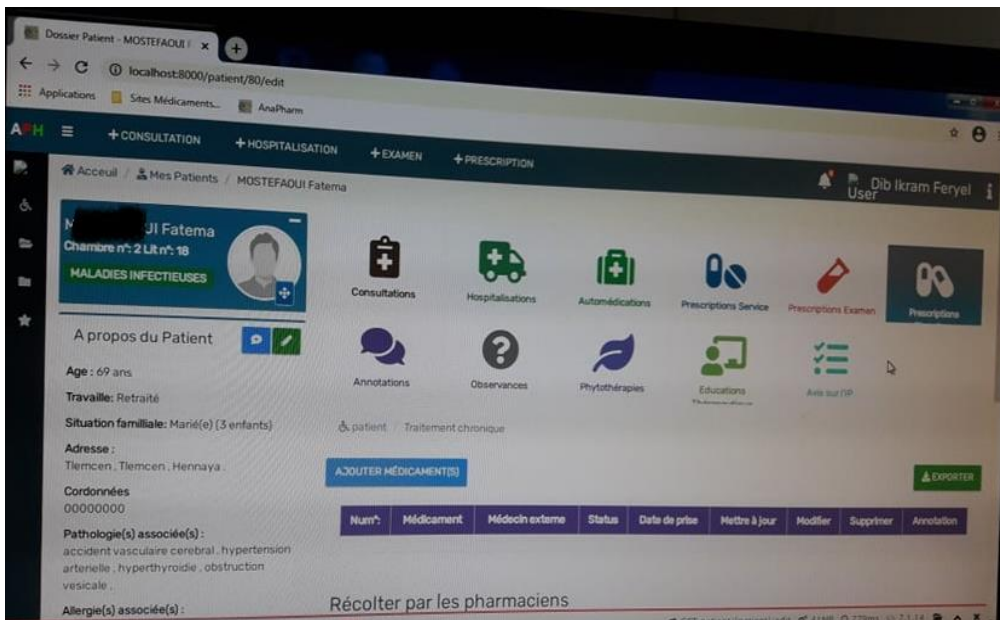 Dossier Patient - MOSTEFAOUI F
localhost:8000/patient/80/edit
Applications Sites Médicaments... AnaPharm
APH + CONSULTATION + HOSPITALISATION + EXAMEN + PRESCRIPTION
Acceuil / Mes Patients / MOSTEFAOUI Fatema
User Dib Ikram Feryel
UI Fatema
Chambre n°: 2 Lit n°: 18
MALADIES INFECTIEUSES
Consultations Hospitalisations Automédications Prescriptions Service Prescriptions Examen Prescriptions
Annotations Observances Phytothérapies Educations Avis sur l'IP
A propos du Patient
Age : 69 ans
Travaille: Retraité
Situation familliale: Marié(e) (3 enfants)
Adresse :
Tlemcen , Tlemcen , Hennaya .
Cordonnées
00000000
Pathologie(s) associée(s) :
accident vasculaire cerebral , hypertension
arterielle , hyperthyroidie , obstruction
vesicale .
Allergie(s) associée(s) :
patient / Traitement chronique
AJOUTER MÉDICAMENT(S) EXPORTER
Num°: Médicament Médecin externe Status Date de prise Mettre à jour Modifier Supprimer Annotation
Récolter par les pharmaciens